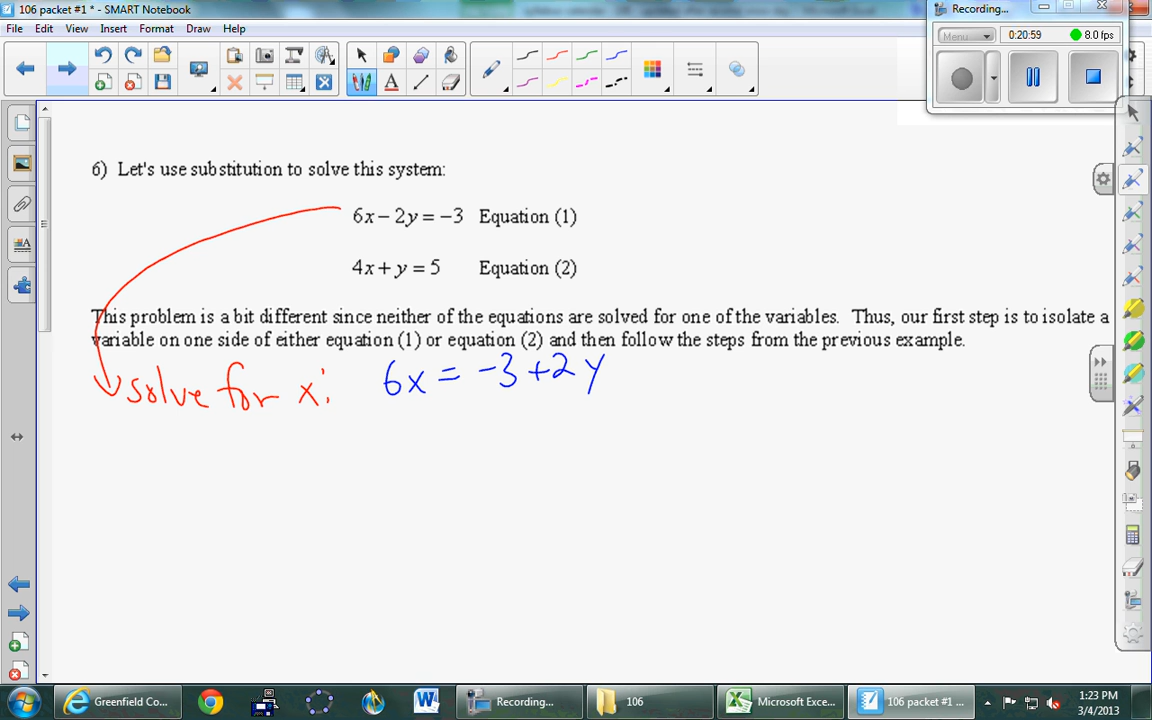 106 packet #1 * - SMART Notebook
Recording...
File Edit View Insert Format Draw Help
Menu 0:20:59 8.0 fps
6) Let's use substitution to solve this system:
6x − 2y = −3 Equation (1)
4x + y = 5 Equation (2)
This problem is a bit different since neither of the equations are solved for one of the variables. Thus, our first step is to isolate a
variable on one side of either equation (1) or equation (2) and then follow the steps from the previous example.
solve for x: 6x = -3 +2y
Greenfield Co... Recording... 106 Microsoft Exce... 106 packet #1 ... 1:23 PM
3/4/2013